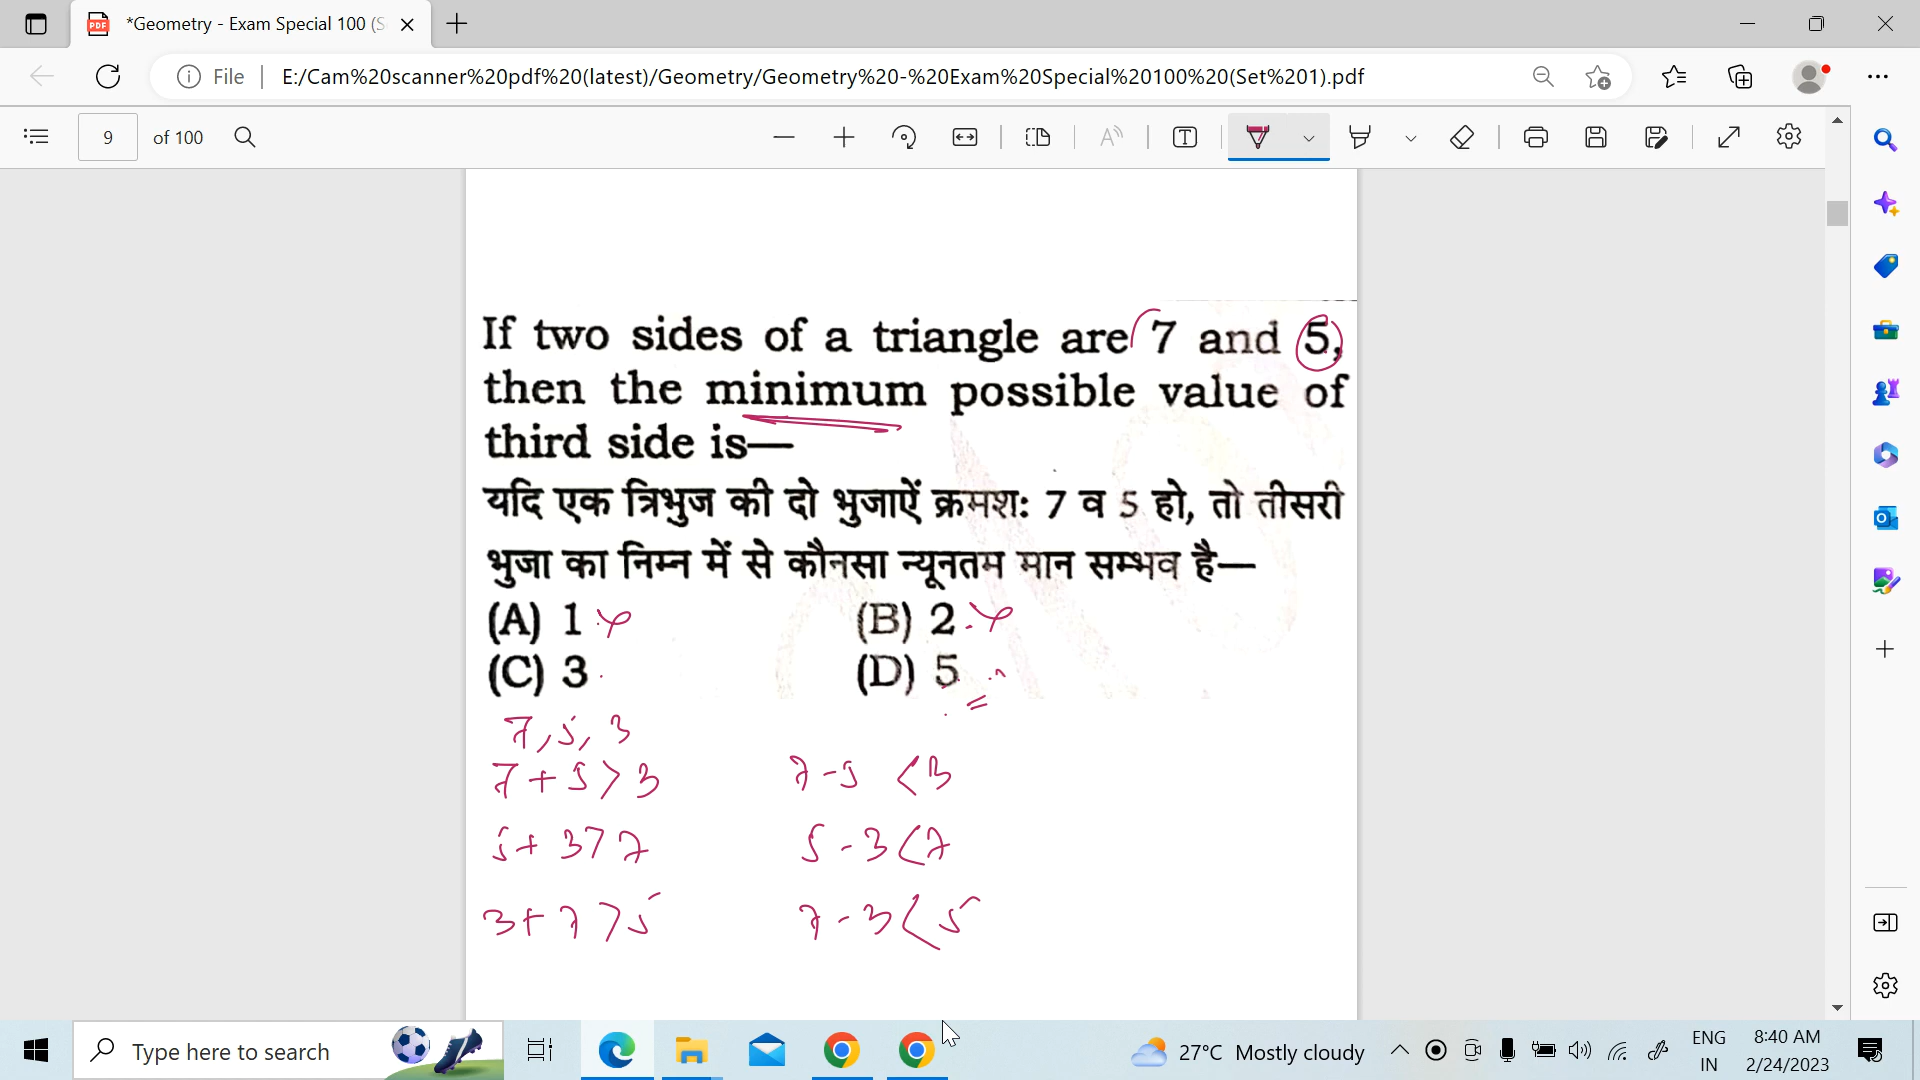 *Geometry - Exam Special 100 (S
File
E:/Cam%20scanner%20pdf%20(latest)/Geometry/Geometry%20-%20Exam%20Special%20100%20(Set%201).pdf
9 of 100
If two sides of a triangle are 7 and 5,
then the minimum possible value of
third side is—
यदि एक त्रिभुज की दो भुजाऐं क्रमशः 7 व 5 हो, तो तीसरी
भुजा का निम्न में से कौनसा न्यूनतम मान सम्भव है—
(A) 1 (B) 2
(C) 3 (D) 5
7, 5, 3
7 + 5 > 3 7 - 5 < 3
5 + 3 > 7 5 - 3 < 7
3 + 7 > 5 7 - 3 < 5
Type here to search
27°C Mostly cloudy
ENG
IN
8:40 AM
2/24/2023